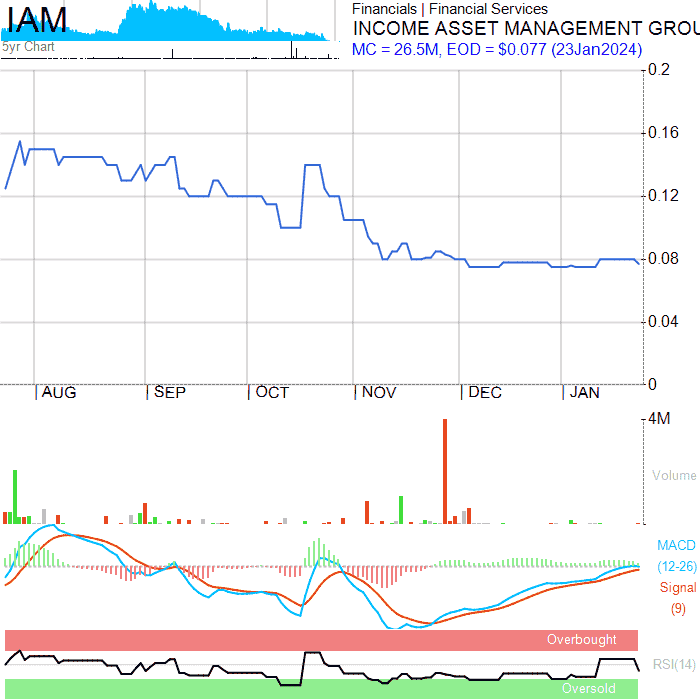 IAM
5yr Chart
Financials | Financial Services
INCOME ASSET MANAGEMENT GROU
MC = 26.5M, EOD = $0.077 (23Jan2024)
0.2
0.16
0.12
0.08
0.04
0
AUG SEP OCT NOV DEC JAN
4M
Volume
MACD
(12-26)
Signal
(9)
Overbought
RSI(14)
Oversold